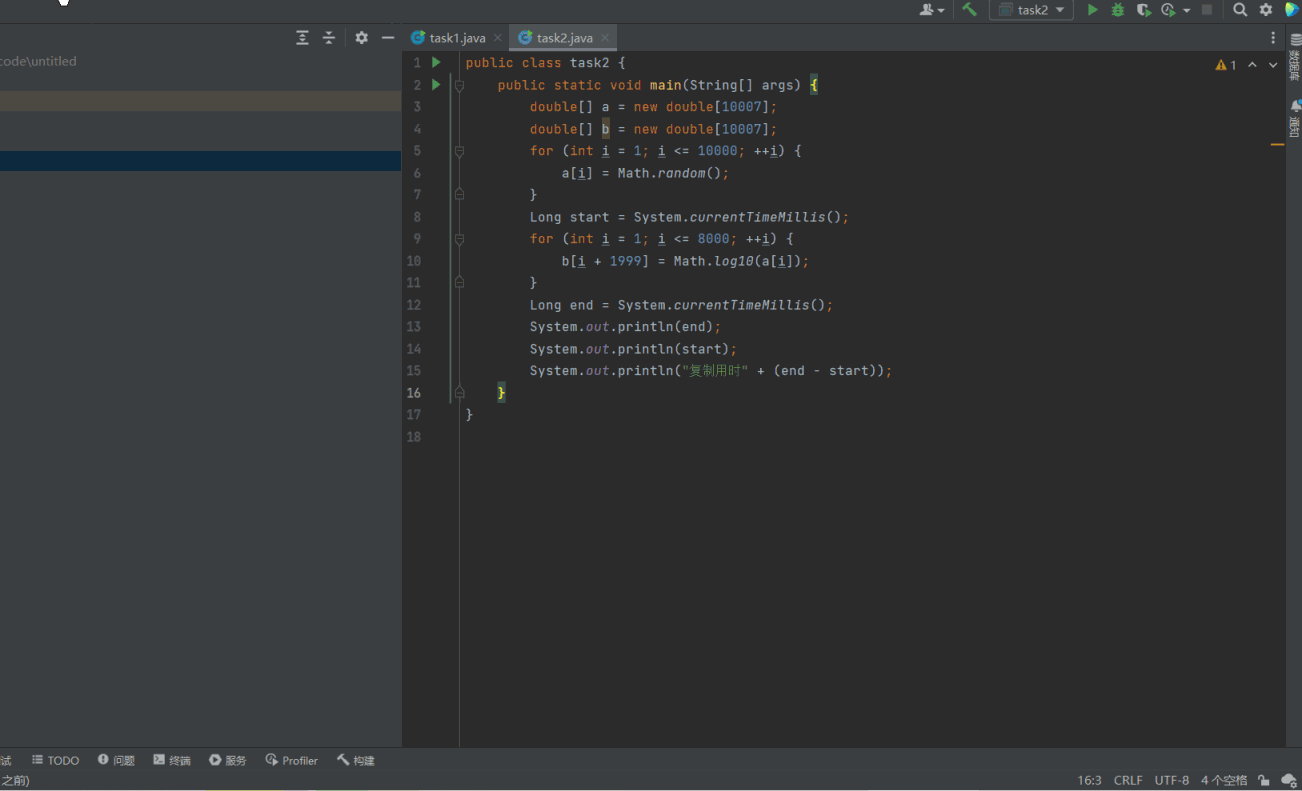 task2
task1.java
task2.java
code\untitled
1
数据库
通知
1 public class task2 {
2 public static void main(String[] args) {
3 double[] a = new double[10007];
4 double[] b = new double[10007];
5 for (int i = 1; i <= 10000; ++i) {
6 a[i] = Math.random();
7 }
8 Long start = System.currentTimeMillis();
9 for (int i = 1; i <= 8000; ++i) {
10 b[i + 1999] = Math.log10(a[i]);
11 }
12 Long end = System.currentTimeMillis();
13 System.out.println(end);
14 System.out.println(start);
15 System.out.println("复制用时" + (end - start));
16 }
17 }
18
试 TODO 问题 终端 服务 Profiler 构建
之前) 16:3 CRLF UTF-8 4 个空格